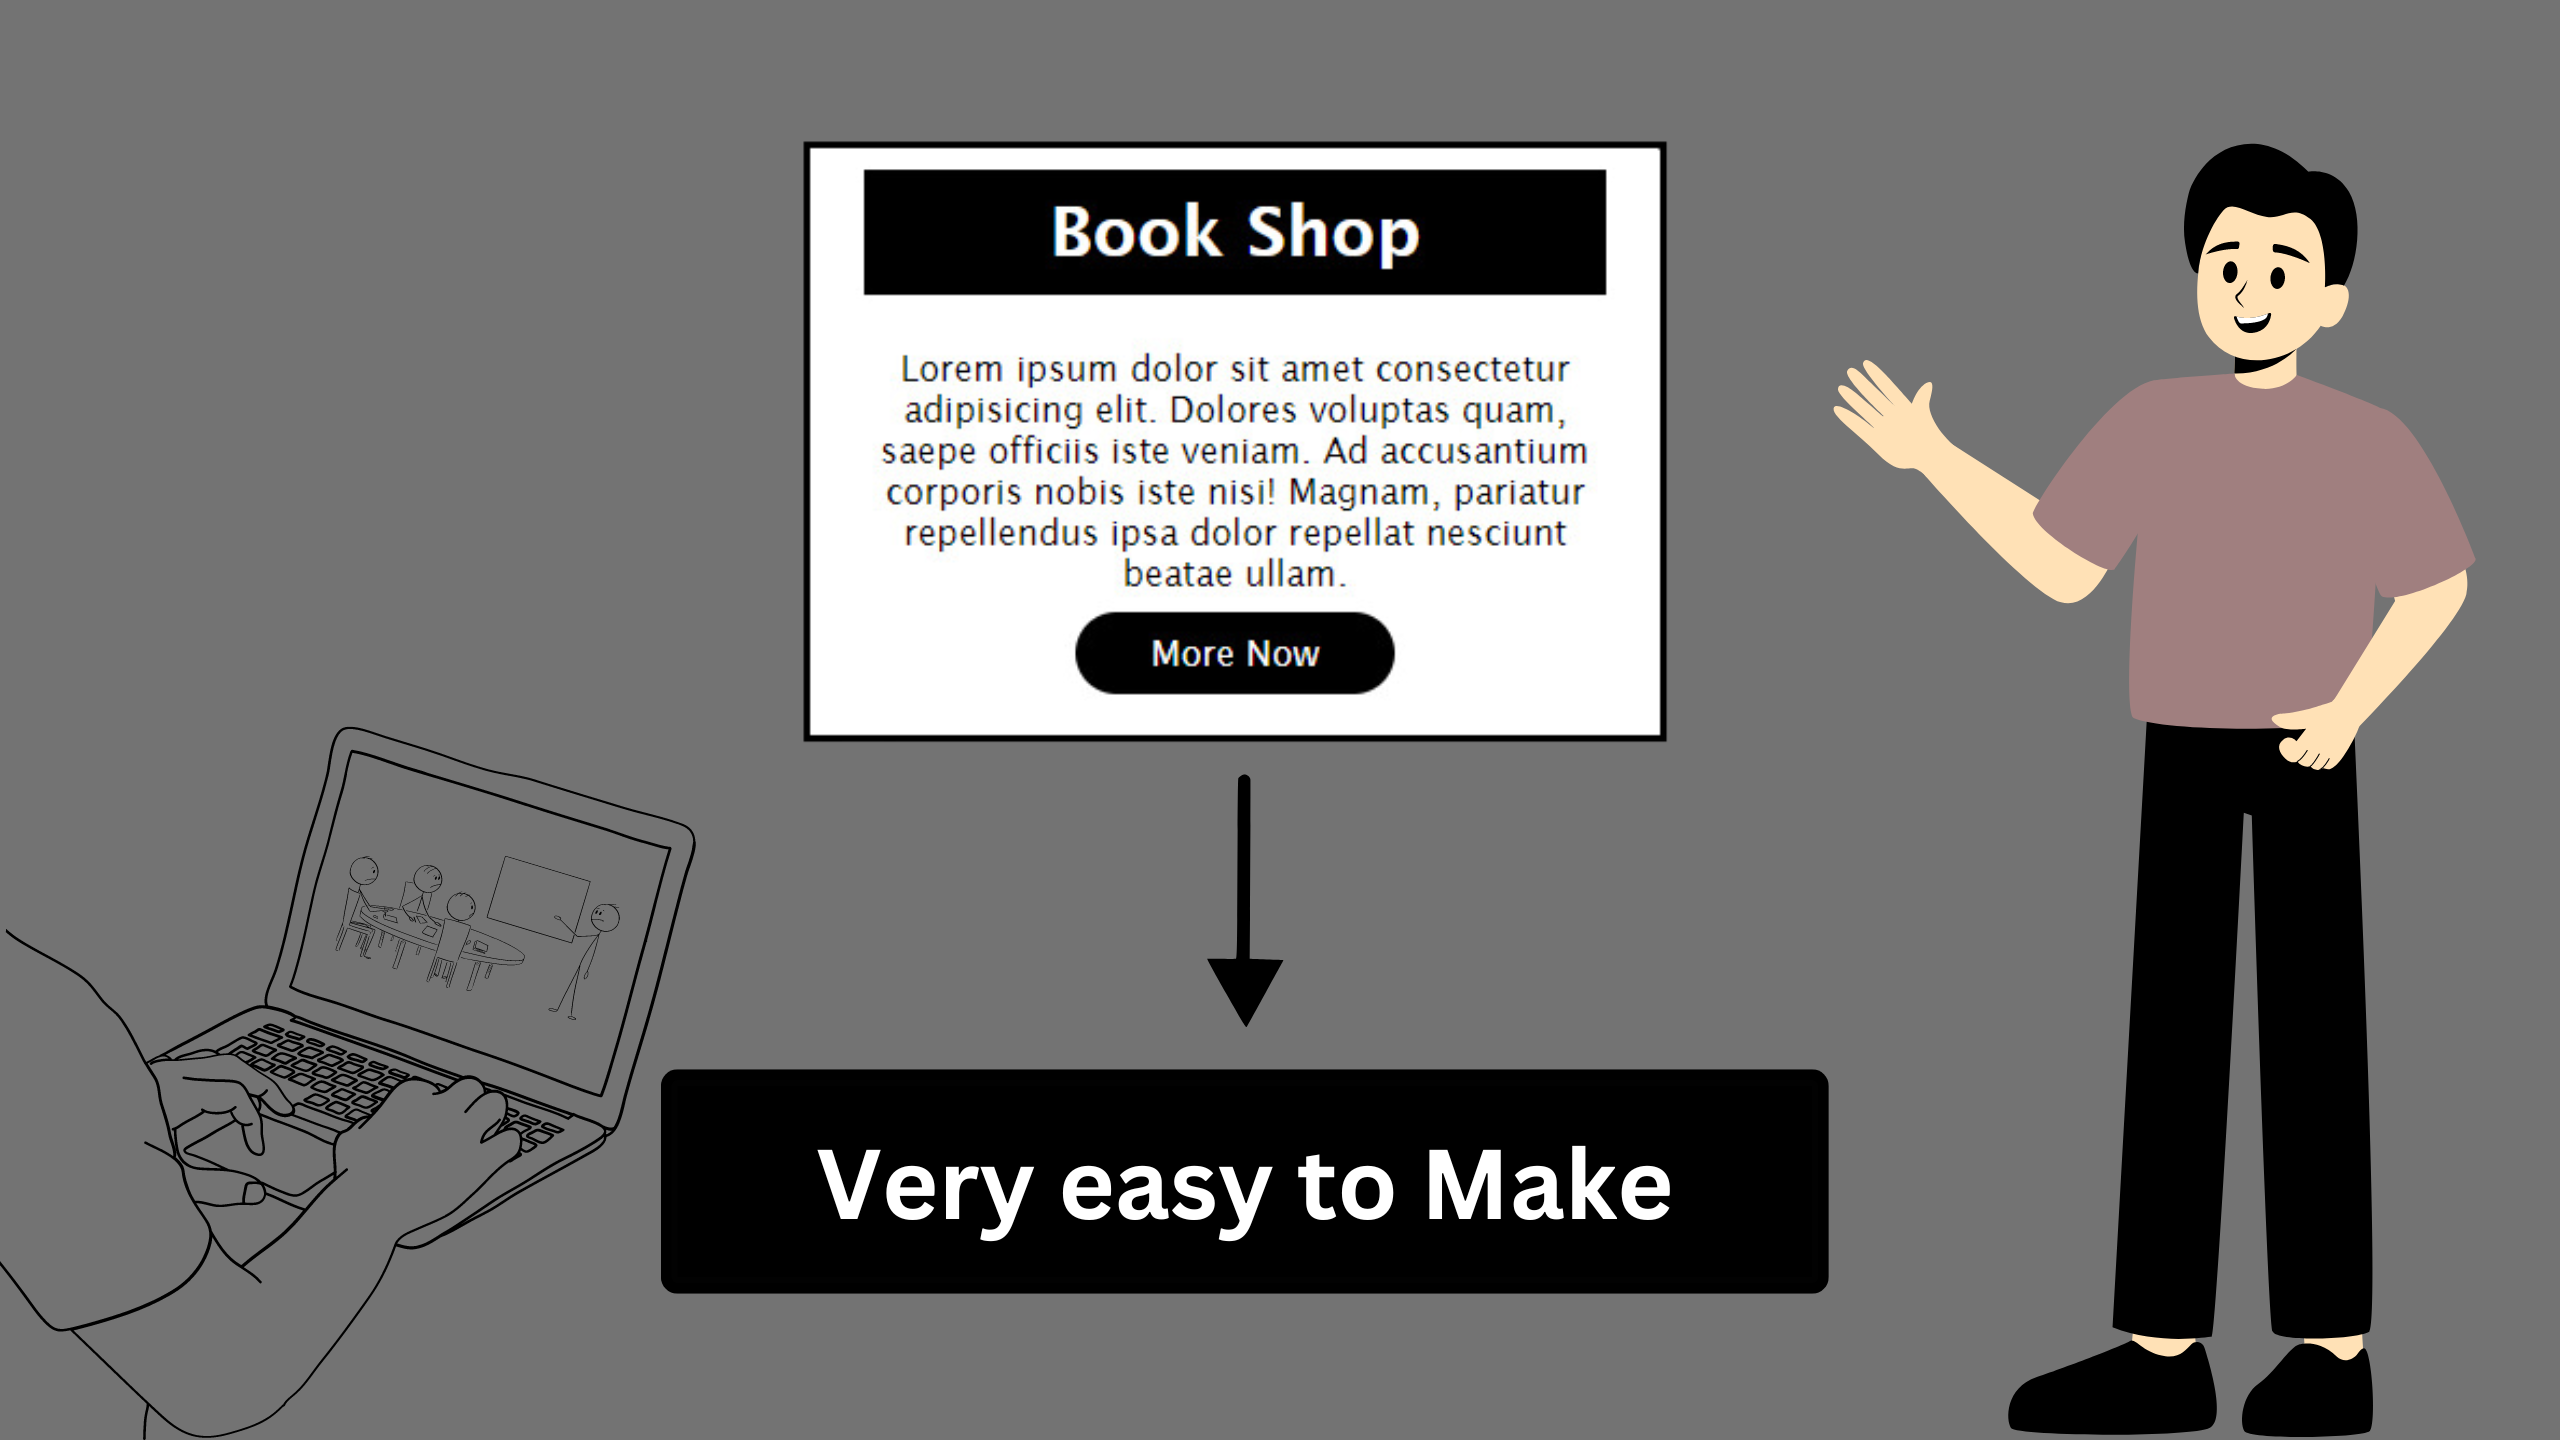 Book Shop
Lorem ipsum dolor sit amet consectetur
adipisicing elit. Dolores voluptas quam,
saepe officiis iste veniam. Ad accusantium
corporis nobis iste nisi! Magnam, pariatur
repellendus ipsa dolor repellat nesciunt
beatae ullam.
More Now
Very easy to Make